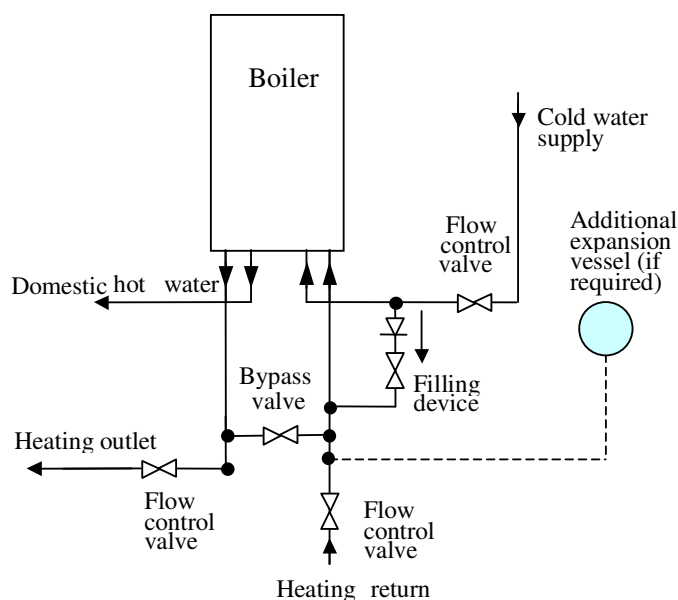 Boiler
Cold water
supply
Flow
control
valve
Additional
expansion
vessel (if
required)
Domestic hot water
Bypass
valve
Filling
device
Heating outlet
Flow
control
valve
Flow
control
valve
Heating return